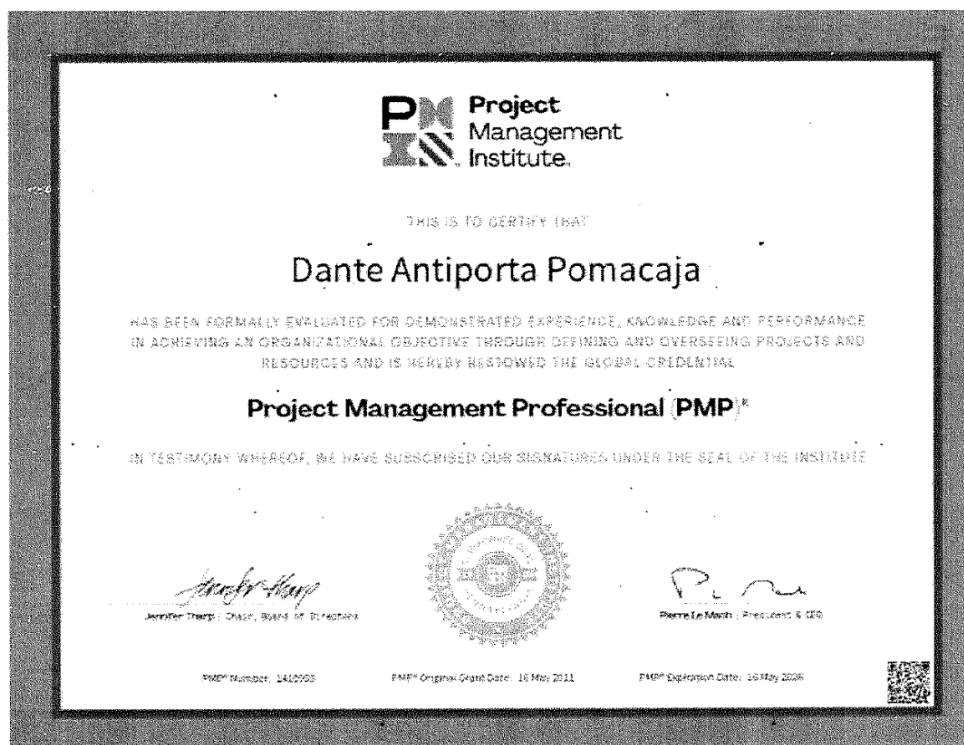 Project
Management
Institute.
THIS IS TO CERTIFY THAT
Dante Antiporta Pomacaja
HAS BEEN FORMALLY EVALUATED FOR DEMONSTRATED EXPERIENCE, KNOWLEDGE AND PERFORMANCE
IN ACHIEVING AN ORGANIZATIONAL OBJECTIVE THROUGH DEFINING AND OVERSEEING PROJECTS AND
RESOURCES AND IS HEREBY BESTOWED THE GLOBAL CREDENTIAL
Project Management Professional (PMP)®
IN TESTIMONY WHEREOF, WE HAVE SUBSCRIBED OUR SIGNATURES UNDER THE SEAL OF THE INSTITUTE
Jennifer Tharp
Jennifer Tharp | Chair, Board of Directors
Pierre Le Manh | President & CEO
PMP® Number:
PMP® Original Grant Date: 16 May 2011
PMP® Expiration Date: 16 May 2026